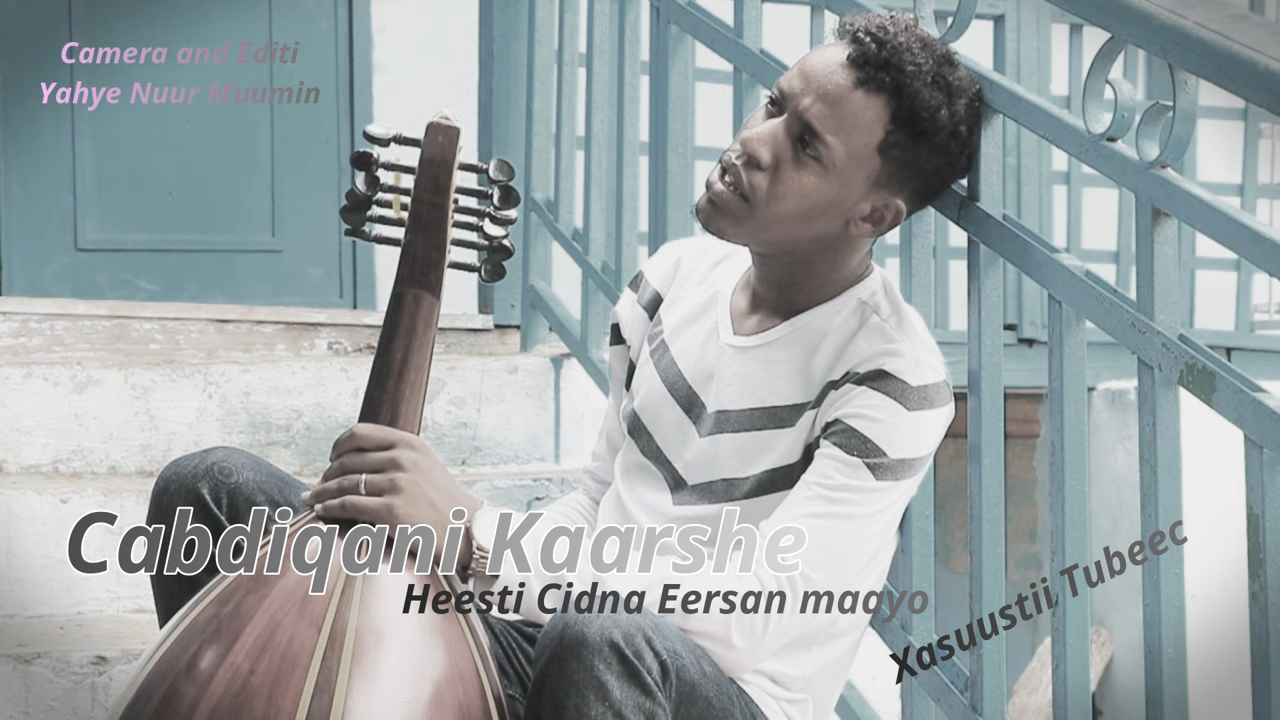 Camera and Editi
Yahye Nuur Muumin
Cabdiqani Kaarshe
Heesti Cidna Eersan maayo
Xasuustii Tubeec